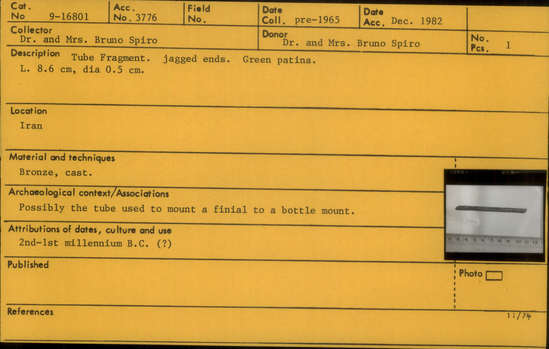 Cat. No 9-16801 Acc. No. 3776 Field No. Date Coll. pre-1965 Date Acc. Dec. 1982
Collector Dr. and Mrs. Bruno Spiro Donor Dr. and Mrs. Bruno Spiro No. Pcs. 1
Description Tube Fragment. jagged ends. Green patina.
L. 8.6 cm, dia 0.5 cm.
Location
Iran
Material and techniques
Bronze, cast.
Archaeological context/Associations
Possibly the tube used to mount a finial to a bottle mount.
Attributions of dates, culture and use
2nd-1st millennium B.C. (?)
Published
Photo
References
11/74